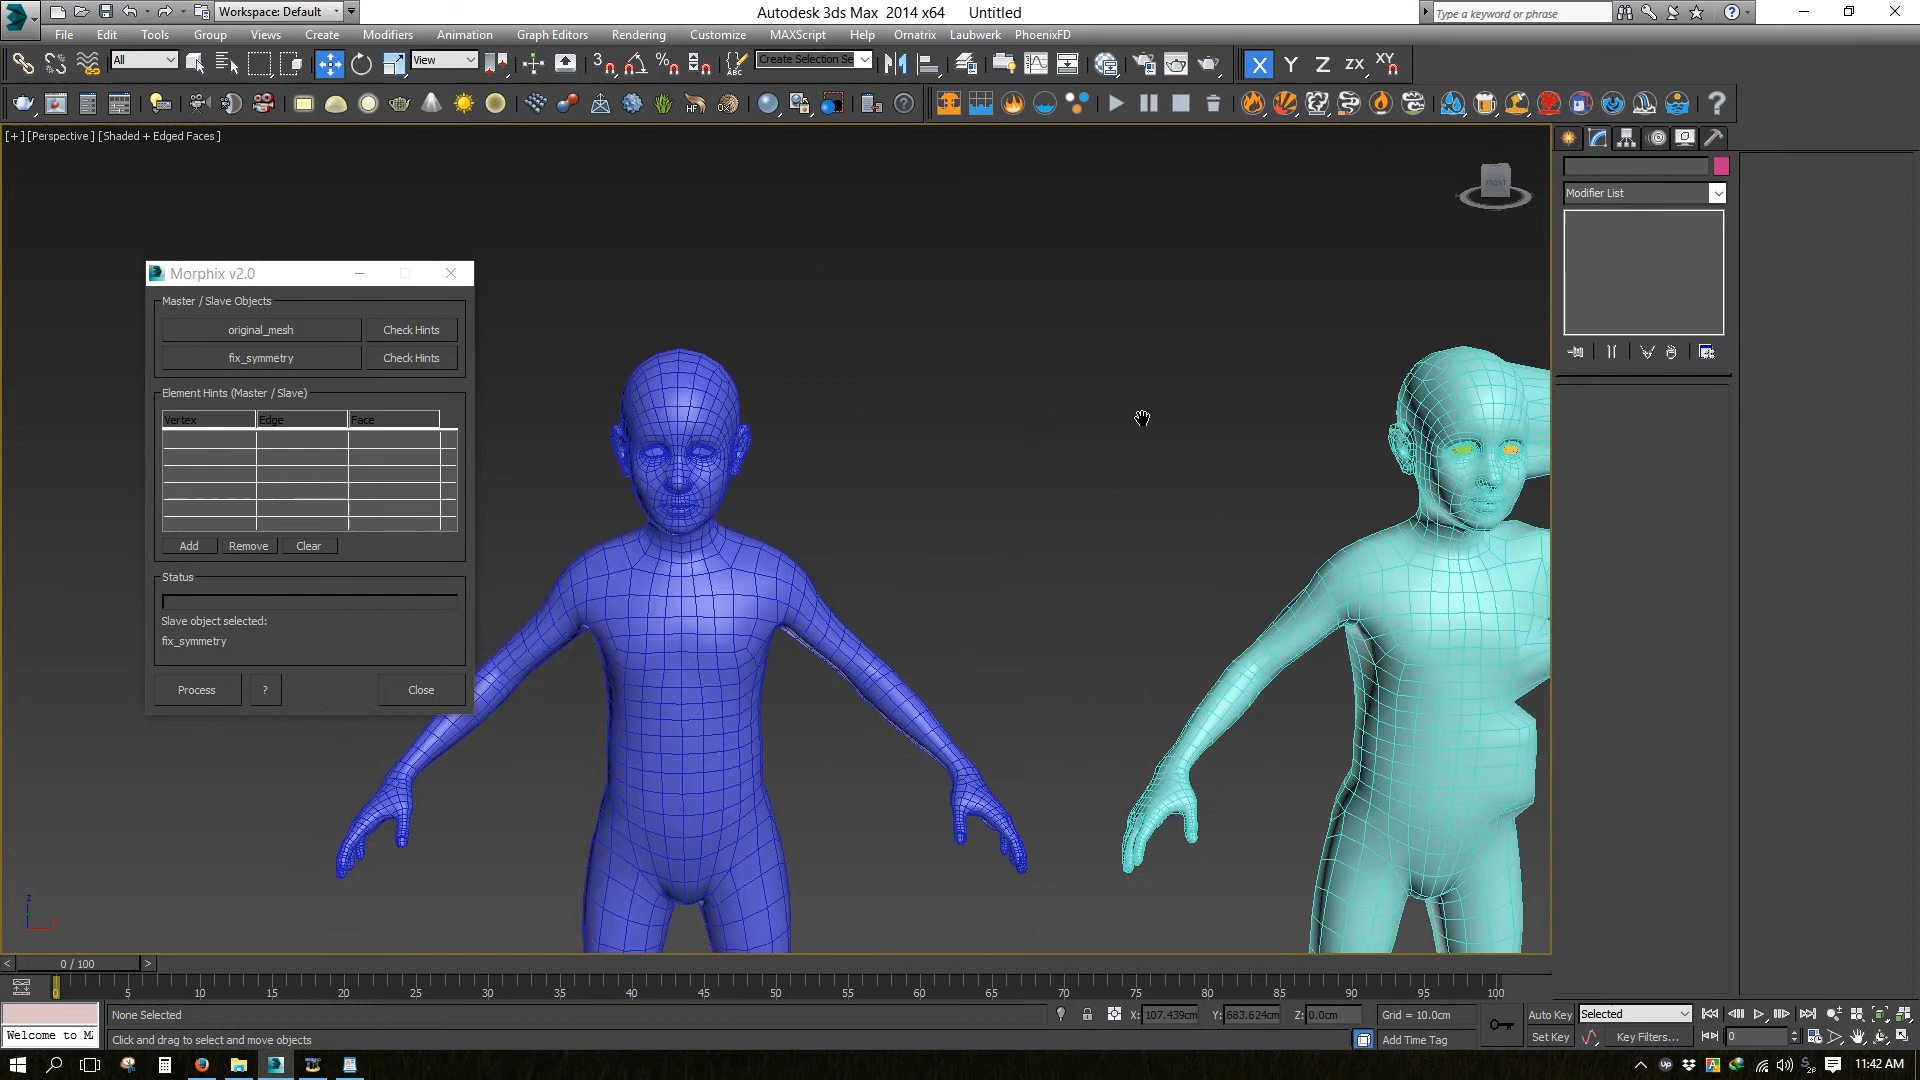 Workspace: Default
Autodesk 3ds Max 2014 x64 Untitled
Type a keyword or phrase
File Edit Tools Group Views Create Modifiers Animation Graph Editors Rendering Customize MAXScript Help Ornatrix Laubwerk PhoenixFD
All
View
3
Create Selection Se
X Y Z ZX XY
HF
[+] [Perspective] [Shaded + Edged Faces]
FRONT
Modifier List
Morphix v2.0
Master / Slave Objects
original_mesh Check Hints
fix_symmetry Check Hints
Element Hints (Master / Slave)
Vertex Edge Face
Add Remove Clear
Status
Slave object selected:
fix_symmetry
Process ? Close
z
x
< 0 / 100 >
0 5 10 15 20 25 30 35 40 45 50 55 60 65 70 75 80 85 90 95 100
None Selected
X: 107.439cm Y: 683.624cm Z: 0.0cm Grid = 10.0cm
Auto Key Selected
Welcome to M
Click and drag to select and move objects
Add Time Tag
Set Key Key Filters... 0
11:42 AM